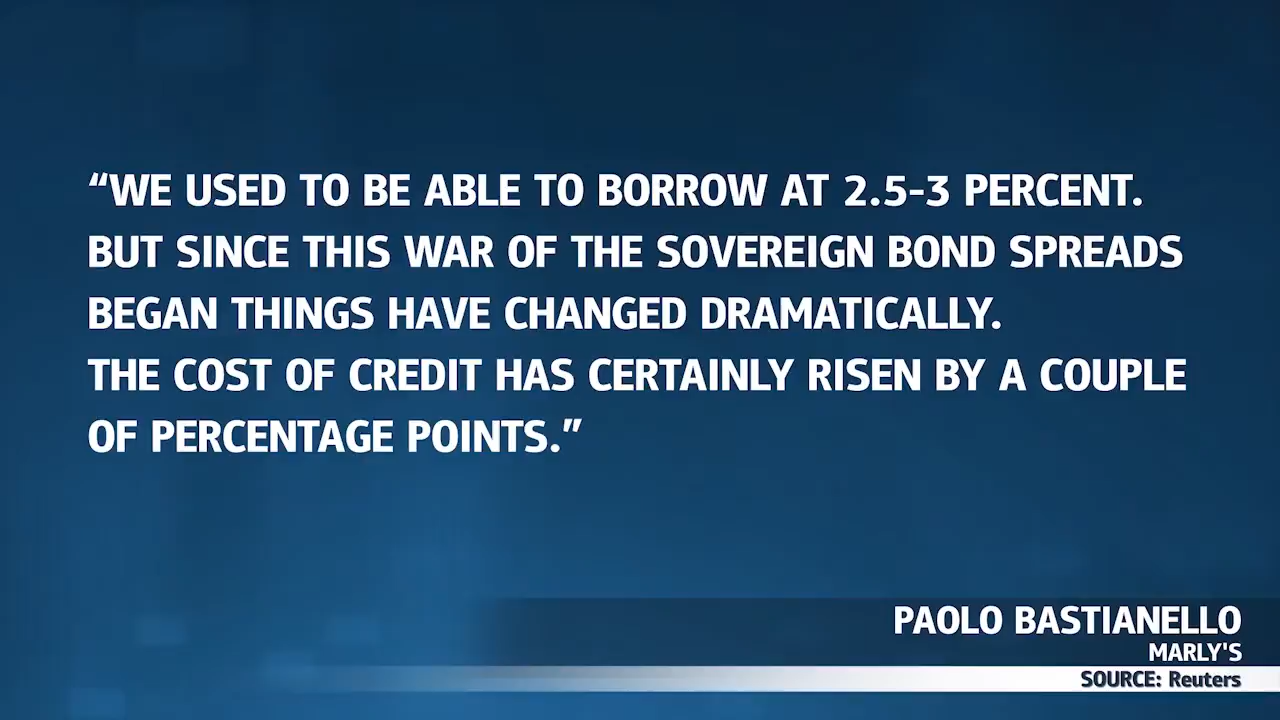 “WE USED TO BE ABLE TO BORROW AT 2.5-3 PERCENT.
BUT SINCE THIS WAR OF THE SOVEREIGN BOND SPREADS
BEGAN THINGS HAVE CHANGED DRAMATICALLY.
THE COST OF CREDIT HAS CERTAINLY RISEN BY A COUPLE
OF PERCENTAGE POINTS.”
PAOLO BASTIANELLO
MARLY'S
SOURCE: Reuters